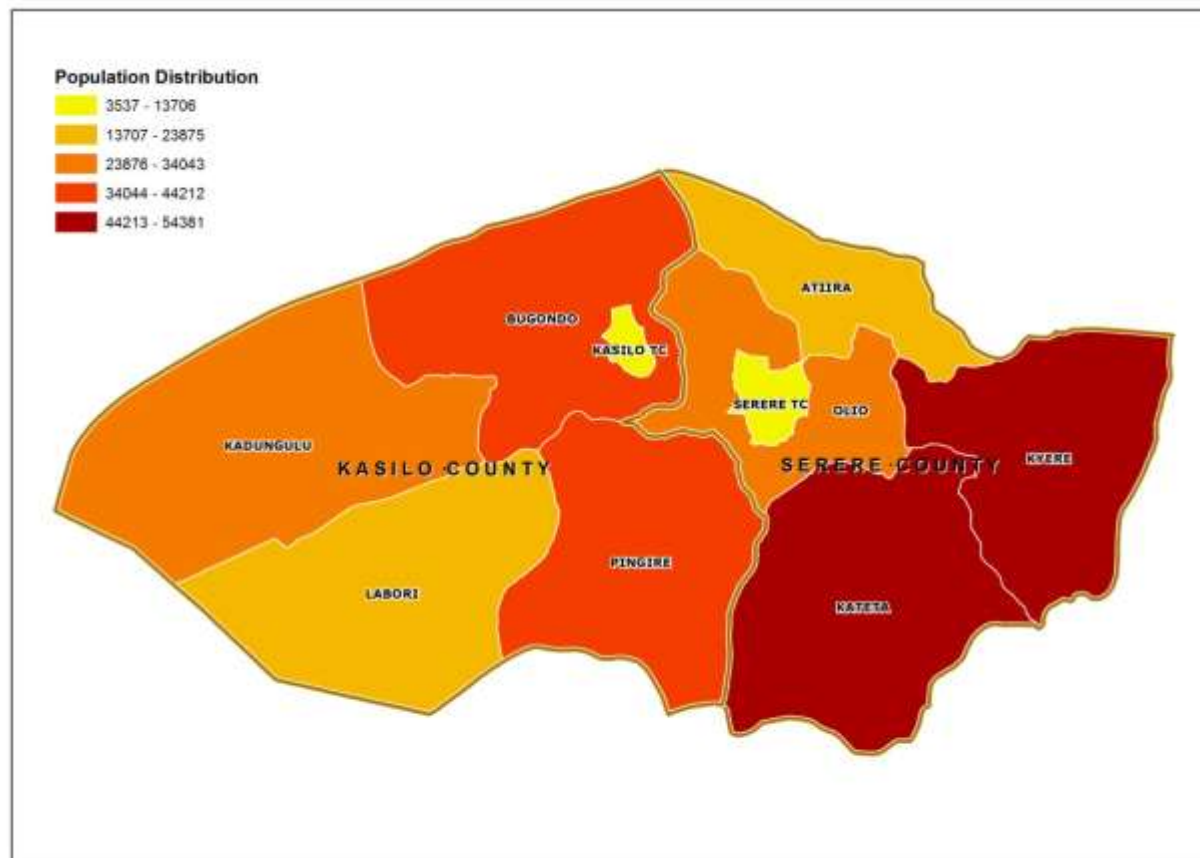 Population Distribution
3537 - 13706
13707 - 23875
23876 - 34043
34044 - 44212
44213 - 54381
ATIIRA
BUGONDO
KASILO TC
SERERE TC
OLIO
KADUNGULU
KASILO COUNTY
SERERE COUNTY
KYERE
PINGIRE
LABORI
KATETA